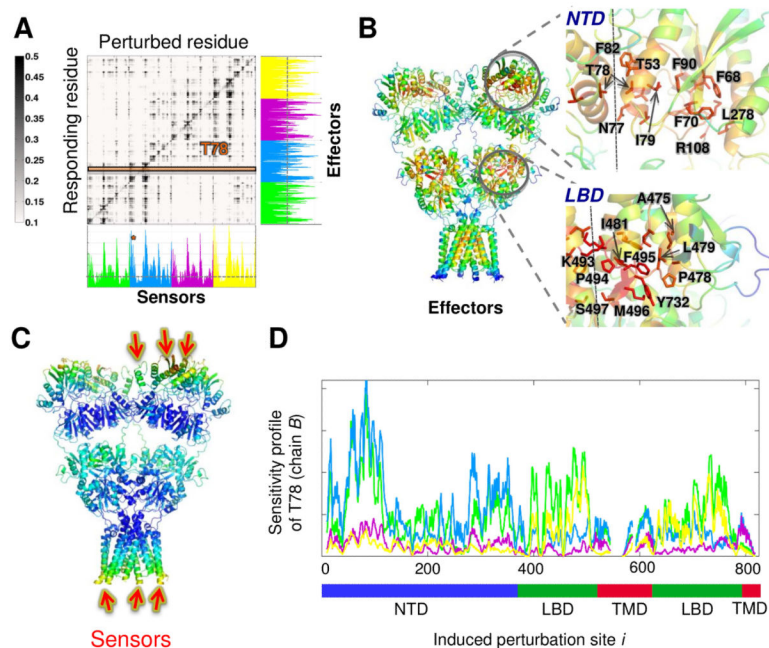 A
Perturbed residue
0.5
0.45
0.4
0.35
0.3
0.25
0.2
0.15
0.1
Responding residue
T78
Effectors
Sensors
B
Effectors
NTD
F82
T53
F90
T78
F68
N77
F70
L278
I79
R108
LBD
A475
I481
L479
K493
F495
P494
P478
S497
Y732
M496
C
Sensors
D
Sensitivity profile
of T78 (chain B)
0 200 400 600 800
NTD LBD TMD LBD TMD
Induced perturbation site i